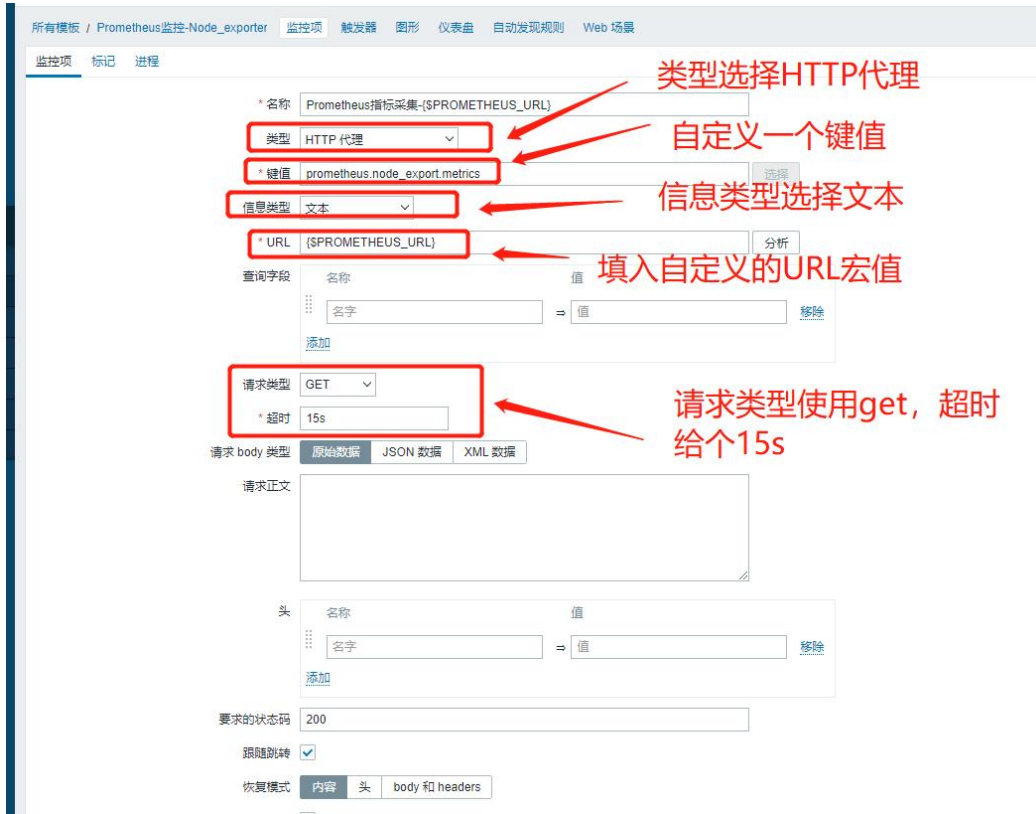 所有模板 / Prometheus监控-Node_exporter 监控项 触发器 图形 仪表盘 自动发现规则 Web 场景
监控项 标记 进程
类型选择HTTP代理
* 名称 Prometheus指标采集-{$PROMETHEUS_URL}
类型 HTTP 代理
自定义一个键值
* 键值 prometheus.node_export.metrics 选择
信息类型选择文本
信息类型 文本
* URL {$PROMETHEUS_URL} 分析
填入自定义的URL宏值
查询字段 名称 值
名字 ⇒ 值 移除
添加
请求类型 GET
请求类型使用get，超时
* 超时 15s
给个15s
请求 body 类型 原始数据 JSON 数据 XML 数据
请求正文
头 名称 值
名字 ⇒ 值 移除
添加
要求的状态码 200
跟随跳转
恢复模式 内容 头 body 和 headers